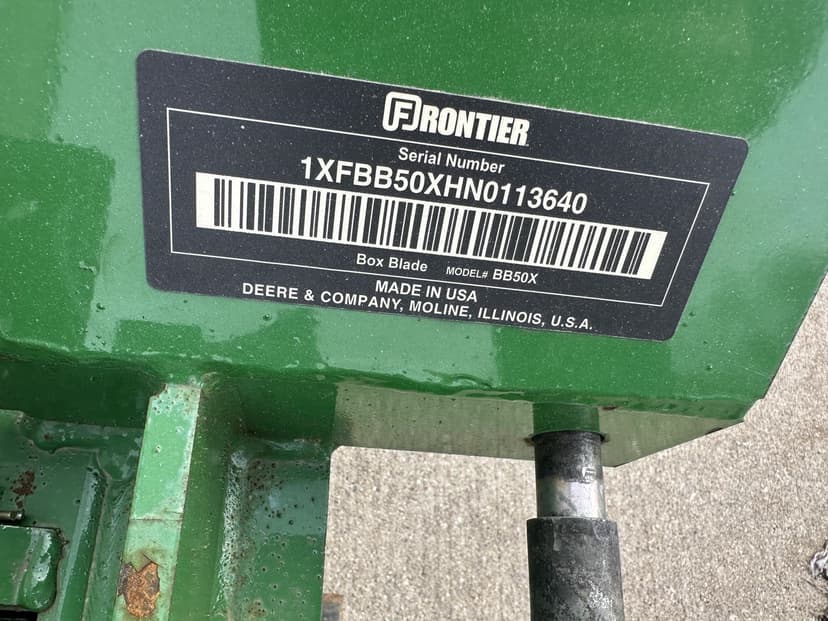 FRONTIER
Serial Number
1XFBB50XHN0113640
Box Blade MODEL# BB50X
MADE IN USA
DEERE & COMPANY, MOLINE, ILLINOIS, U.S.A.